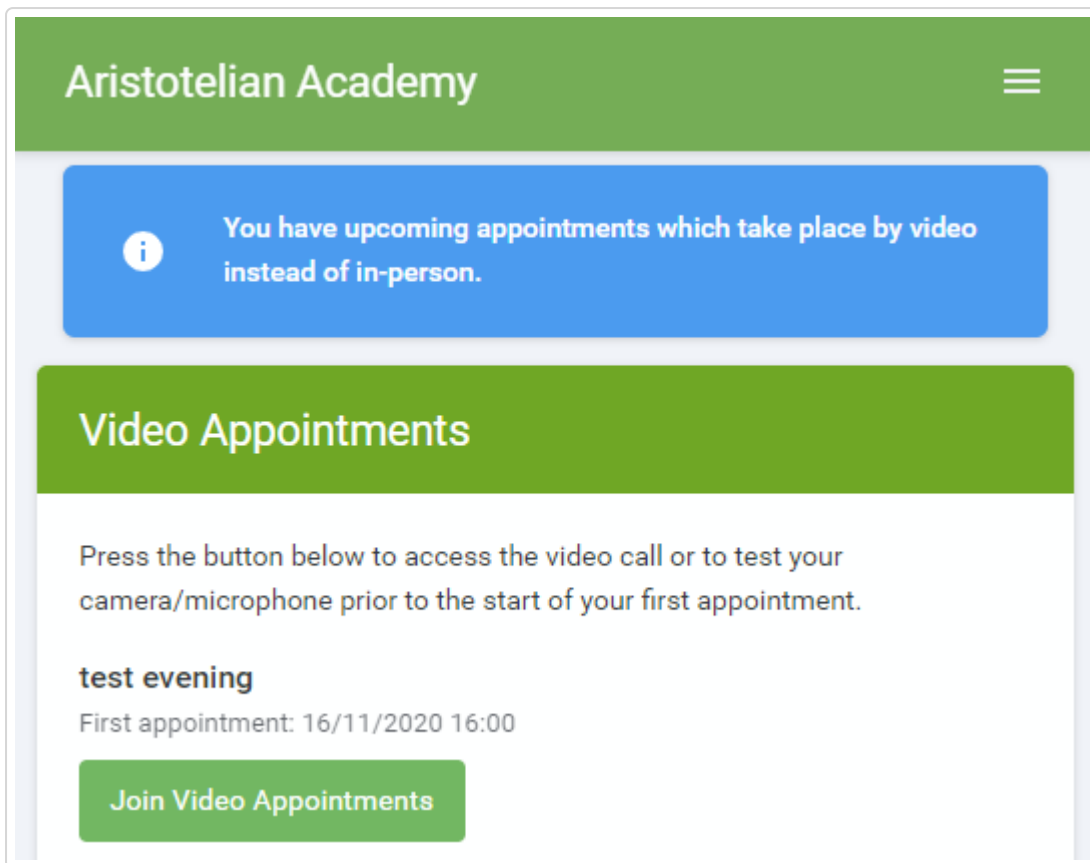 Aristotelian Academy
You have upcoming appointments which take place by video
instead of in-person.
Video Appointments
Press the button below to access the video call or to test your
camera/microphone prior to the start of your first appointment.
test evening
First appointment: 16/11/2020 16:00
Join Video Appointments